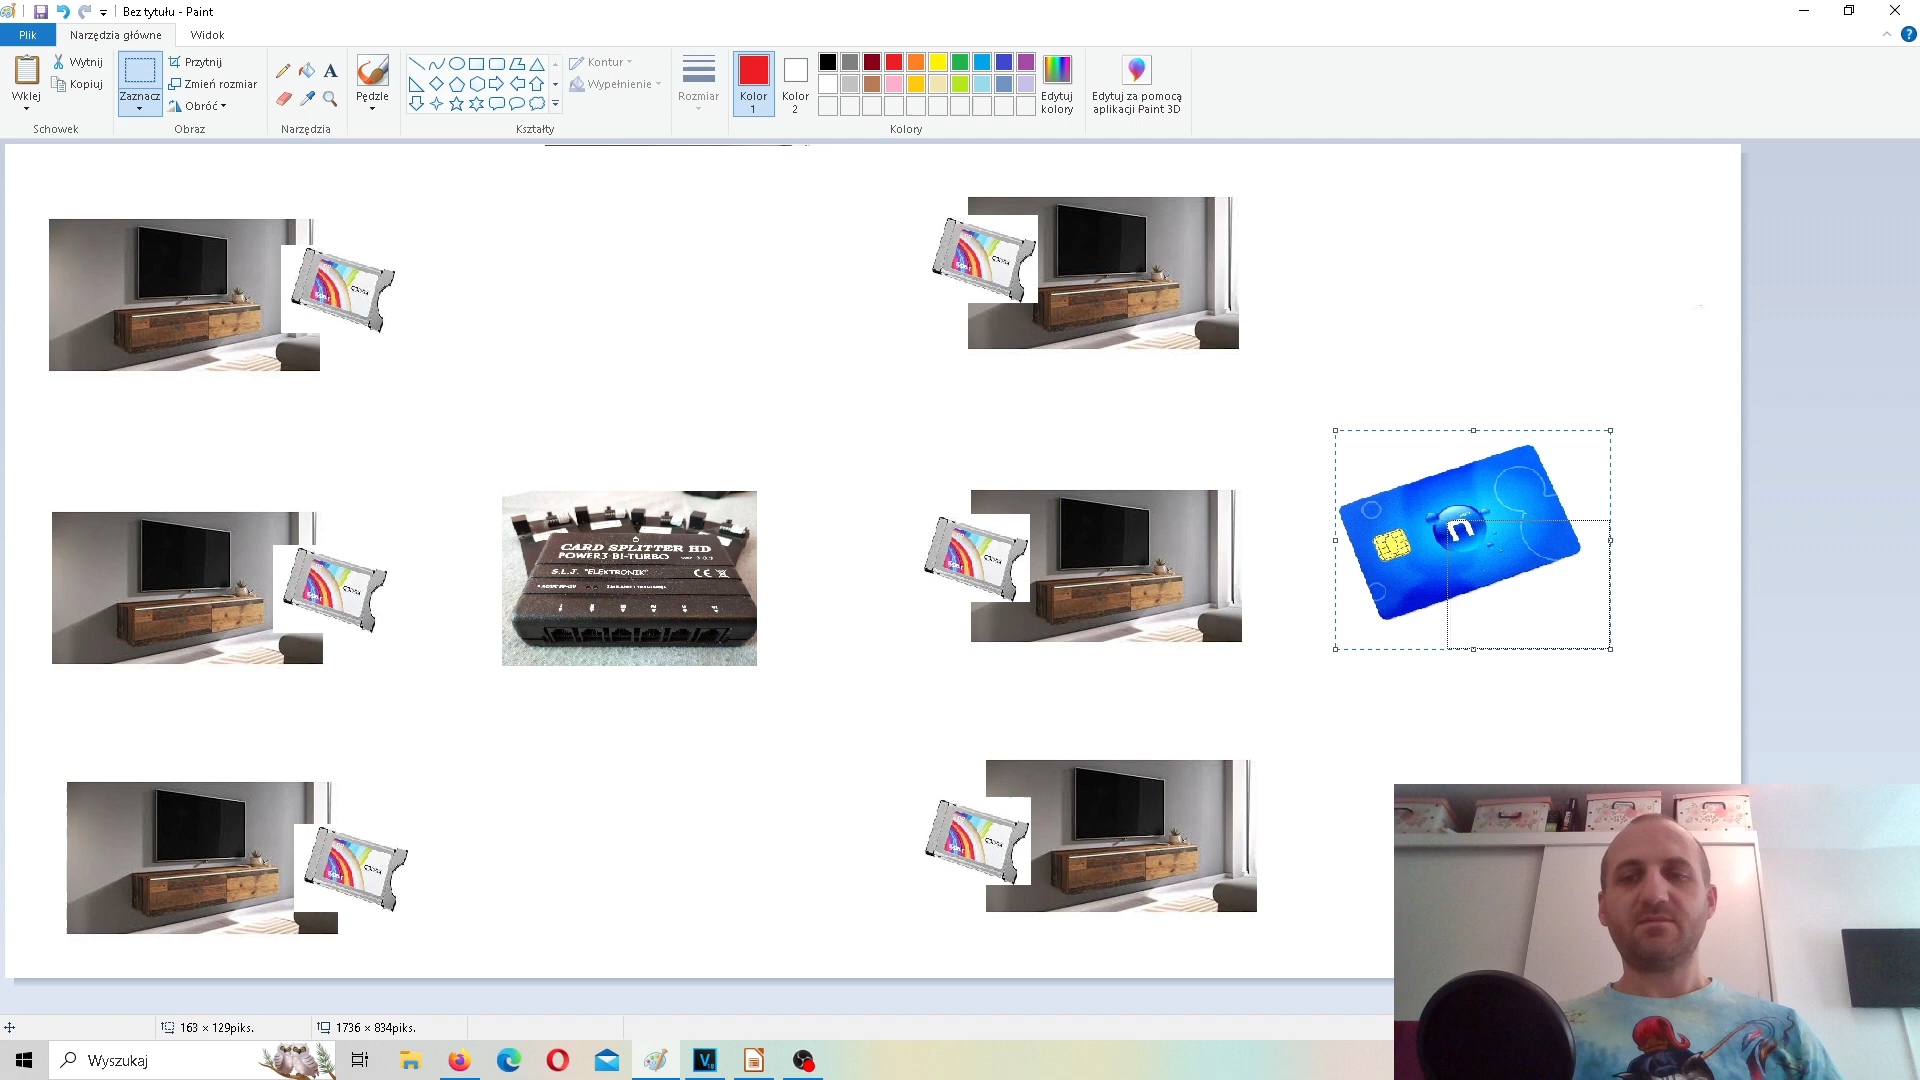 Bez tytułu - Paint
Plik
Narzędzia główne
Widok
Wklej
Wytnij
Kopiuj
Schowek
Zaznacz
Przytnij
Zmień rozmiar
Obróć
Obraz
A
Narzędzia
Pędzle
Kontur
Wypełnienie
Kształty
Rozmiar
Kolor
1
Kolor
2
Edytuj
kolory
Kolory
Edytuj za pomocą
aplikacji Paint 3D
CARD SPLITTER HD
POWER3 BI-TURBO
S.L.J. "ELEKTRONIK"
CE
n
163 × 129piks.
1736 × 834piks.
Wyszukaj